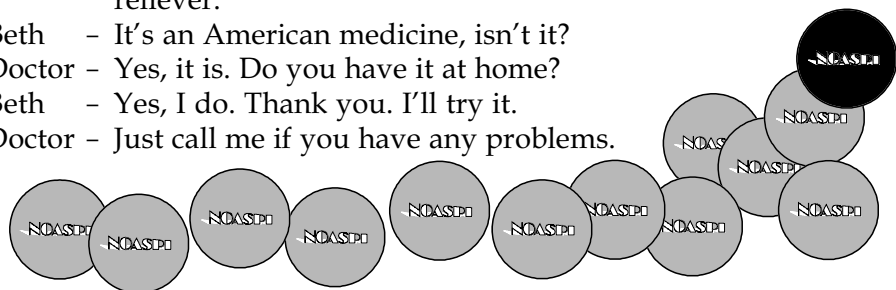 reliever.
Beth – It's an American medicine, isn't it?
Doctor – Yes, it is. Do you have it at home?
Beth – Yes, I do. Thank you. I'll try it.
Doctor – Just call me if you have any problems.
NOASPI
NOASPI
NOAS
NOASPI
NOASPI
NOASPI
NOASPI
NOASPI
NOASPI
NOASPI
NOASPI
NOASPI
NOASPI